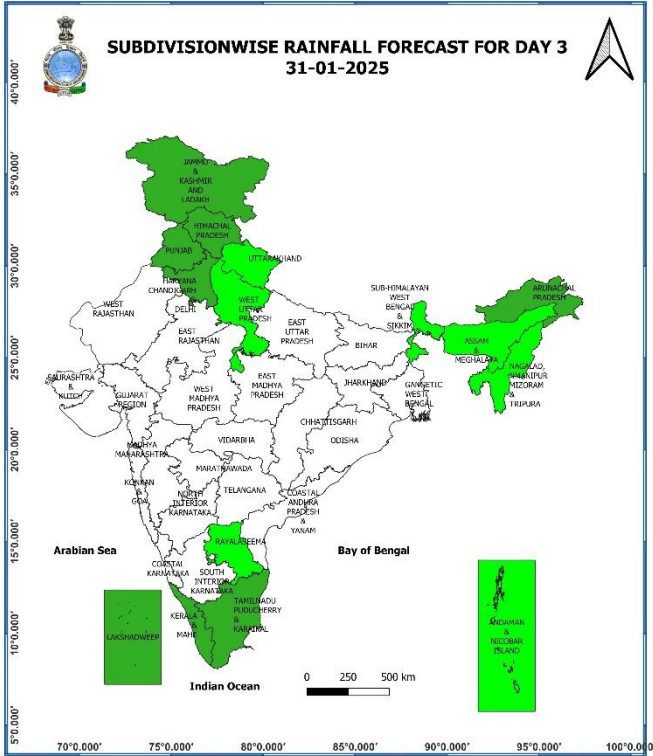 SUBDIVISIONWISE RAINFALL FORECAST FOR DAY 3
31-01-2025
40°0.000'
35°0.000'
30°0.000'
25°0.000'
20°0.000'
15°0.000'
10°0.000'
5°0.000'
JAMMU
&
KASHMIR
AND
LADAKH
HIMACHAL
PRADESH
PUNJAB
UTTARAKHAND
HARYANA
CHANDIGARH
&
DELHI
WEST
RAJASTHAN
WEST
UTTAR
PRADESH
SUB-HIMALAYAN
WEST
BENGAL
&
SIKKIM
ARUNACHAL
PRADESH
EAST
RAJASTHAN
EAST
UTTAR
PRADESH
BIHAR
ASSAM
&
MEGHALAYA
NAGALAD,
MANIPUR
MIZORAM
&
TRIPURA
SAURASHTRA
&
KUTCH
GUJARAT
REGION
WEST
MADHYA
PRADESH
EAST
MADHYA
PRADESH
JHARKHAND
GANGETIC
WEST
BENGAL
CHHATTISGARH
ODISHA
VIDARBHA
MADHYA
MAHARASHTRA
MARATHAWADA
KONKAN
&
GOA
NORTH
INTERIOR
KARNATAKA
TELANGANA
COASTAL
ANDHRA
PRADESH
&
YANAM
RAYALASEEMA
Arabian Sea
Bay of Bengal
COASTAL
KARNATAKA
SOUTH
INTERIOR
KARNATAKA
TAMILNADU
PUDUCHERRY
&
KARAIKAL
KERALA
&
MAHE
LAKSHADWEEP
ANDAMAN
&
NICOBAR
ISLAND
Indian Ocean
0 250 500 km
70°0.000' 75°0.000' 80°0.000' 85°0.000' 90°0.000' 95°0.000' 100°0.000'